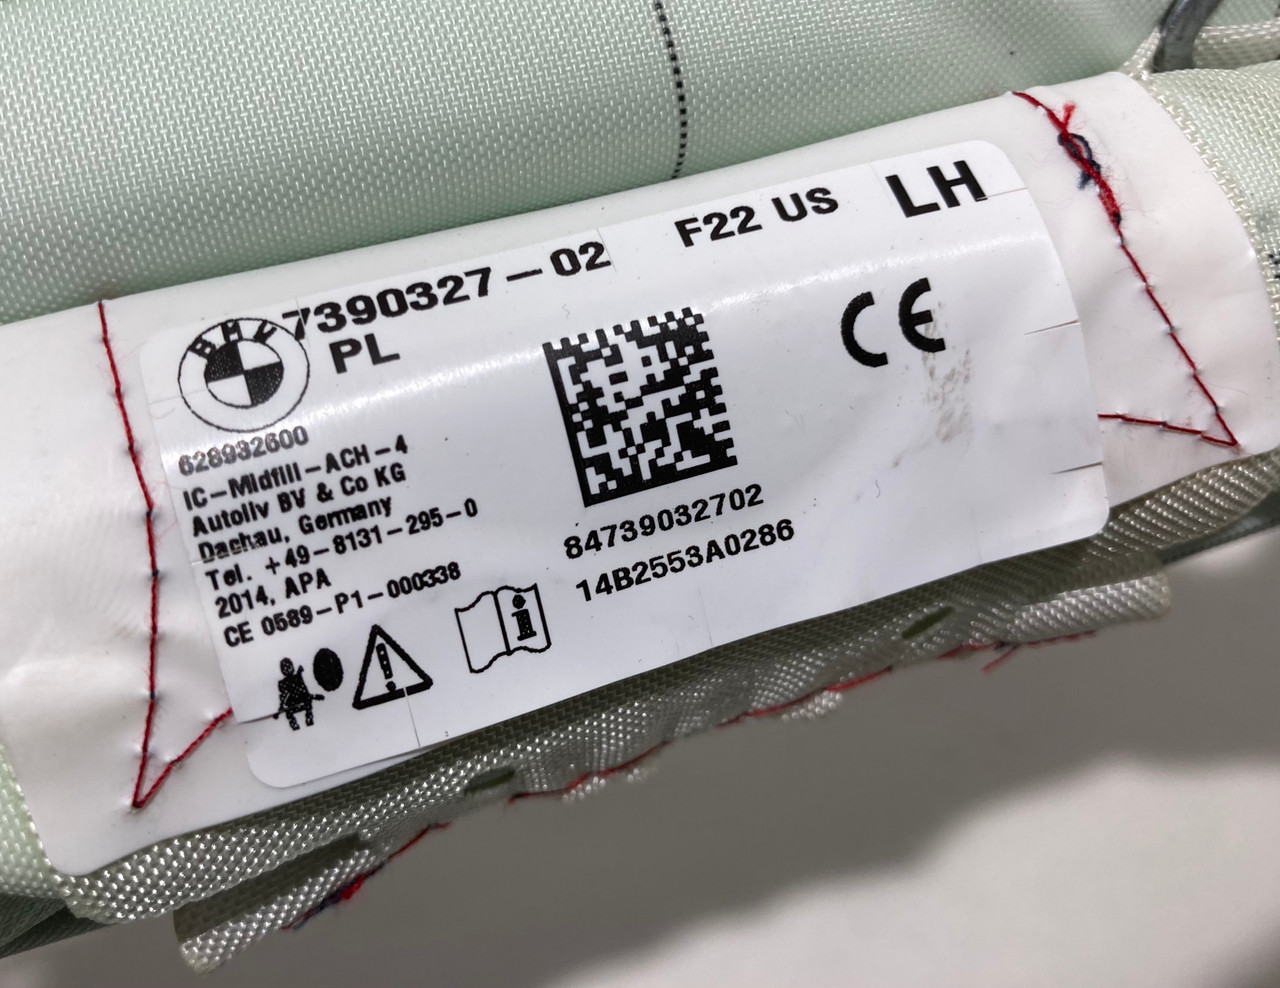 7390327-02 F22 US LH
BMW PL
CE
628932600
IC-Midfill-ACH-4
Autoliv BV & Co KG
Dachau, Germany
Tel. +49-8131-295-0
2014, APA
CE 0589-P1-000338
84739032702
14B2553A0286